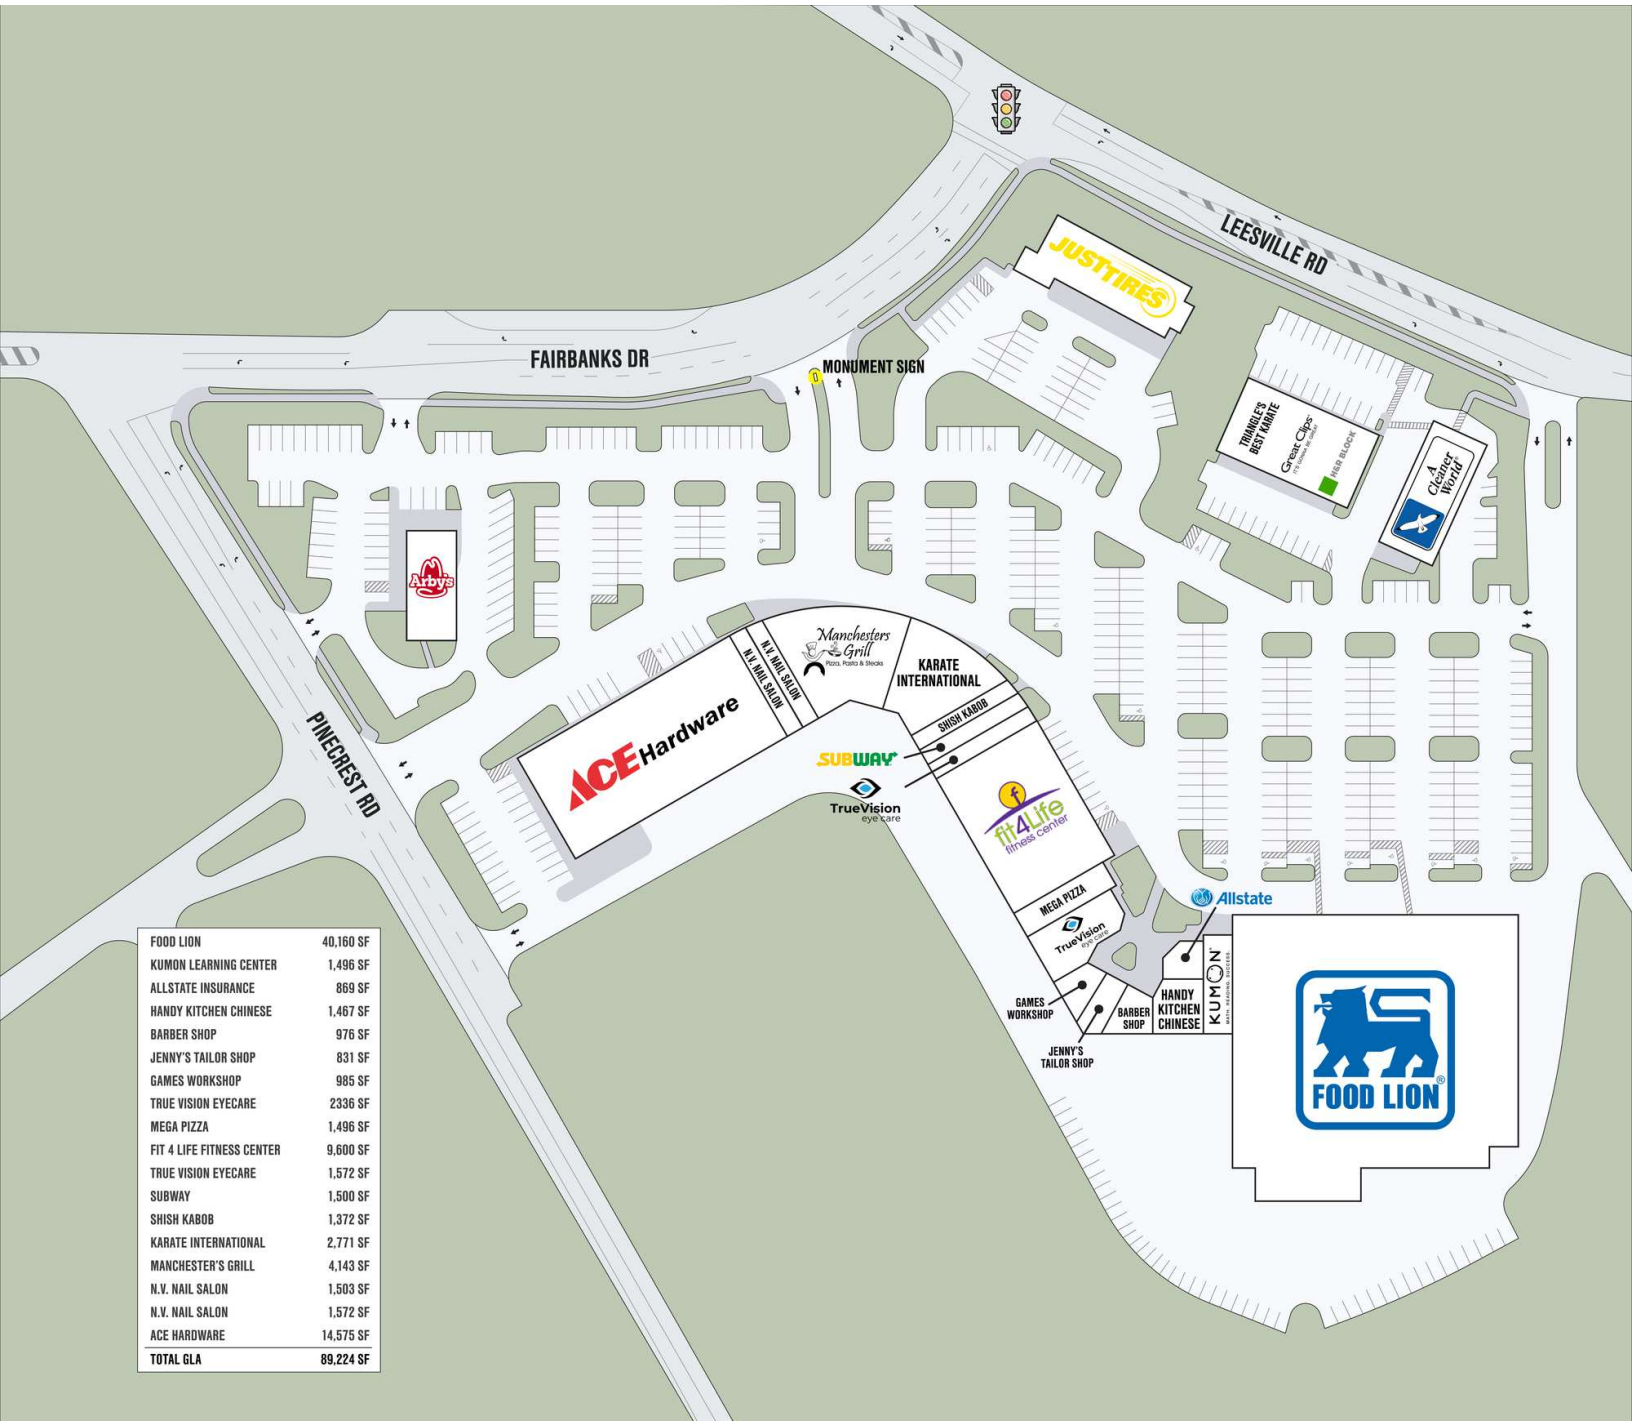 LEESVILLE RD
JUST TIRES
FAIRBANKS DR
MONUMENT SIGN
TRIANGLE'S
BEST KARATE
Great Clips
IT'S GONNA BE GREAT
H&R BLOCK
A
Cleaner
World
Arby's
PINECREST RD
ACE Hardware
N.V. NAIL SALON
N.V. NAIL SALON
Manchesters
Grill
Pizza, Pasta & Steaks
KARATE
INTERNATIONAL
SHISH KABOB
SUBWAY
TrueVision
eye care
fit4Life
fitness center
MEGA PIZZA
TrueVision
eye care
GAMES
WORKSHOP
JENNY'S
TAILOR SHOP
BARBER
SHOP
HANDY
KITCHEN
CHINESE
Allstate
KUMON
MATH. READING. SUCCESS.
FOOD LION®
FOOD LION 40,160 SF
KUMON LEARNING CENTER 1,496 SF
ALLSTATE INSURANCE 869 SF
HANDY KITCHEN CHINESE 1,467 SF
BARBER SHOP 976 SF
JENNY'S TAILOR SHOP 831 SF
GAMES WORKSHOP 985 SF
TRUE VISION EYECARE 2336 SF
MEGA PIZZA 1,496 SF
FIT 4 LIFE FITNESS CENTER 9,600 SF
TRUE VISION EYECARE 1,572 SF
SUBWAY 1,500 SF
SHISH KABOB 1,372 SF
KARATE INTERNATIONAL 2,771 SF
MANCHESTER'S GRILL 4,143 SF
N.V. NAIL SALON 1,503 SF
N.V. NAIL SALON 1,572 SF
ACE HARDWARE 14,575 SF
TOTAL GLA 89,224 SF